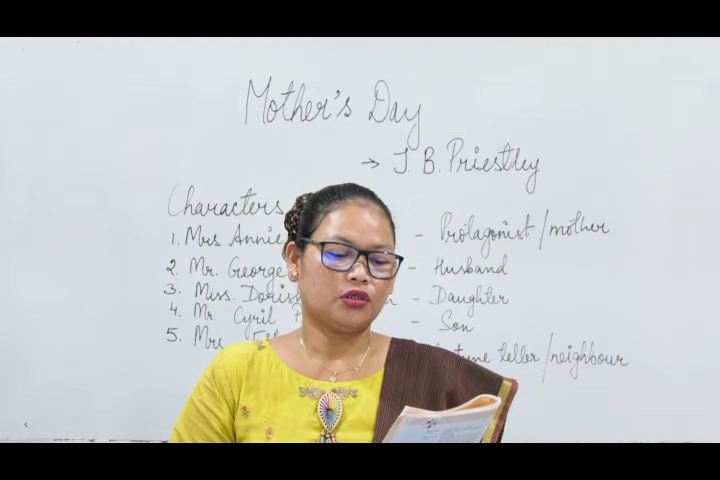 Mother's Day
→ J. B. Priestley
Characters
1. Mrs Annie - Protagonist/mother
2. Mr. George - Husband
3. Miss. Doris - Daughter
4. Mr. Cyril - Son
5. Mrs teller/neighbour